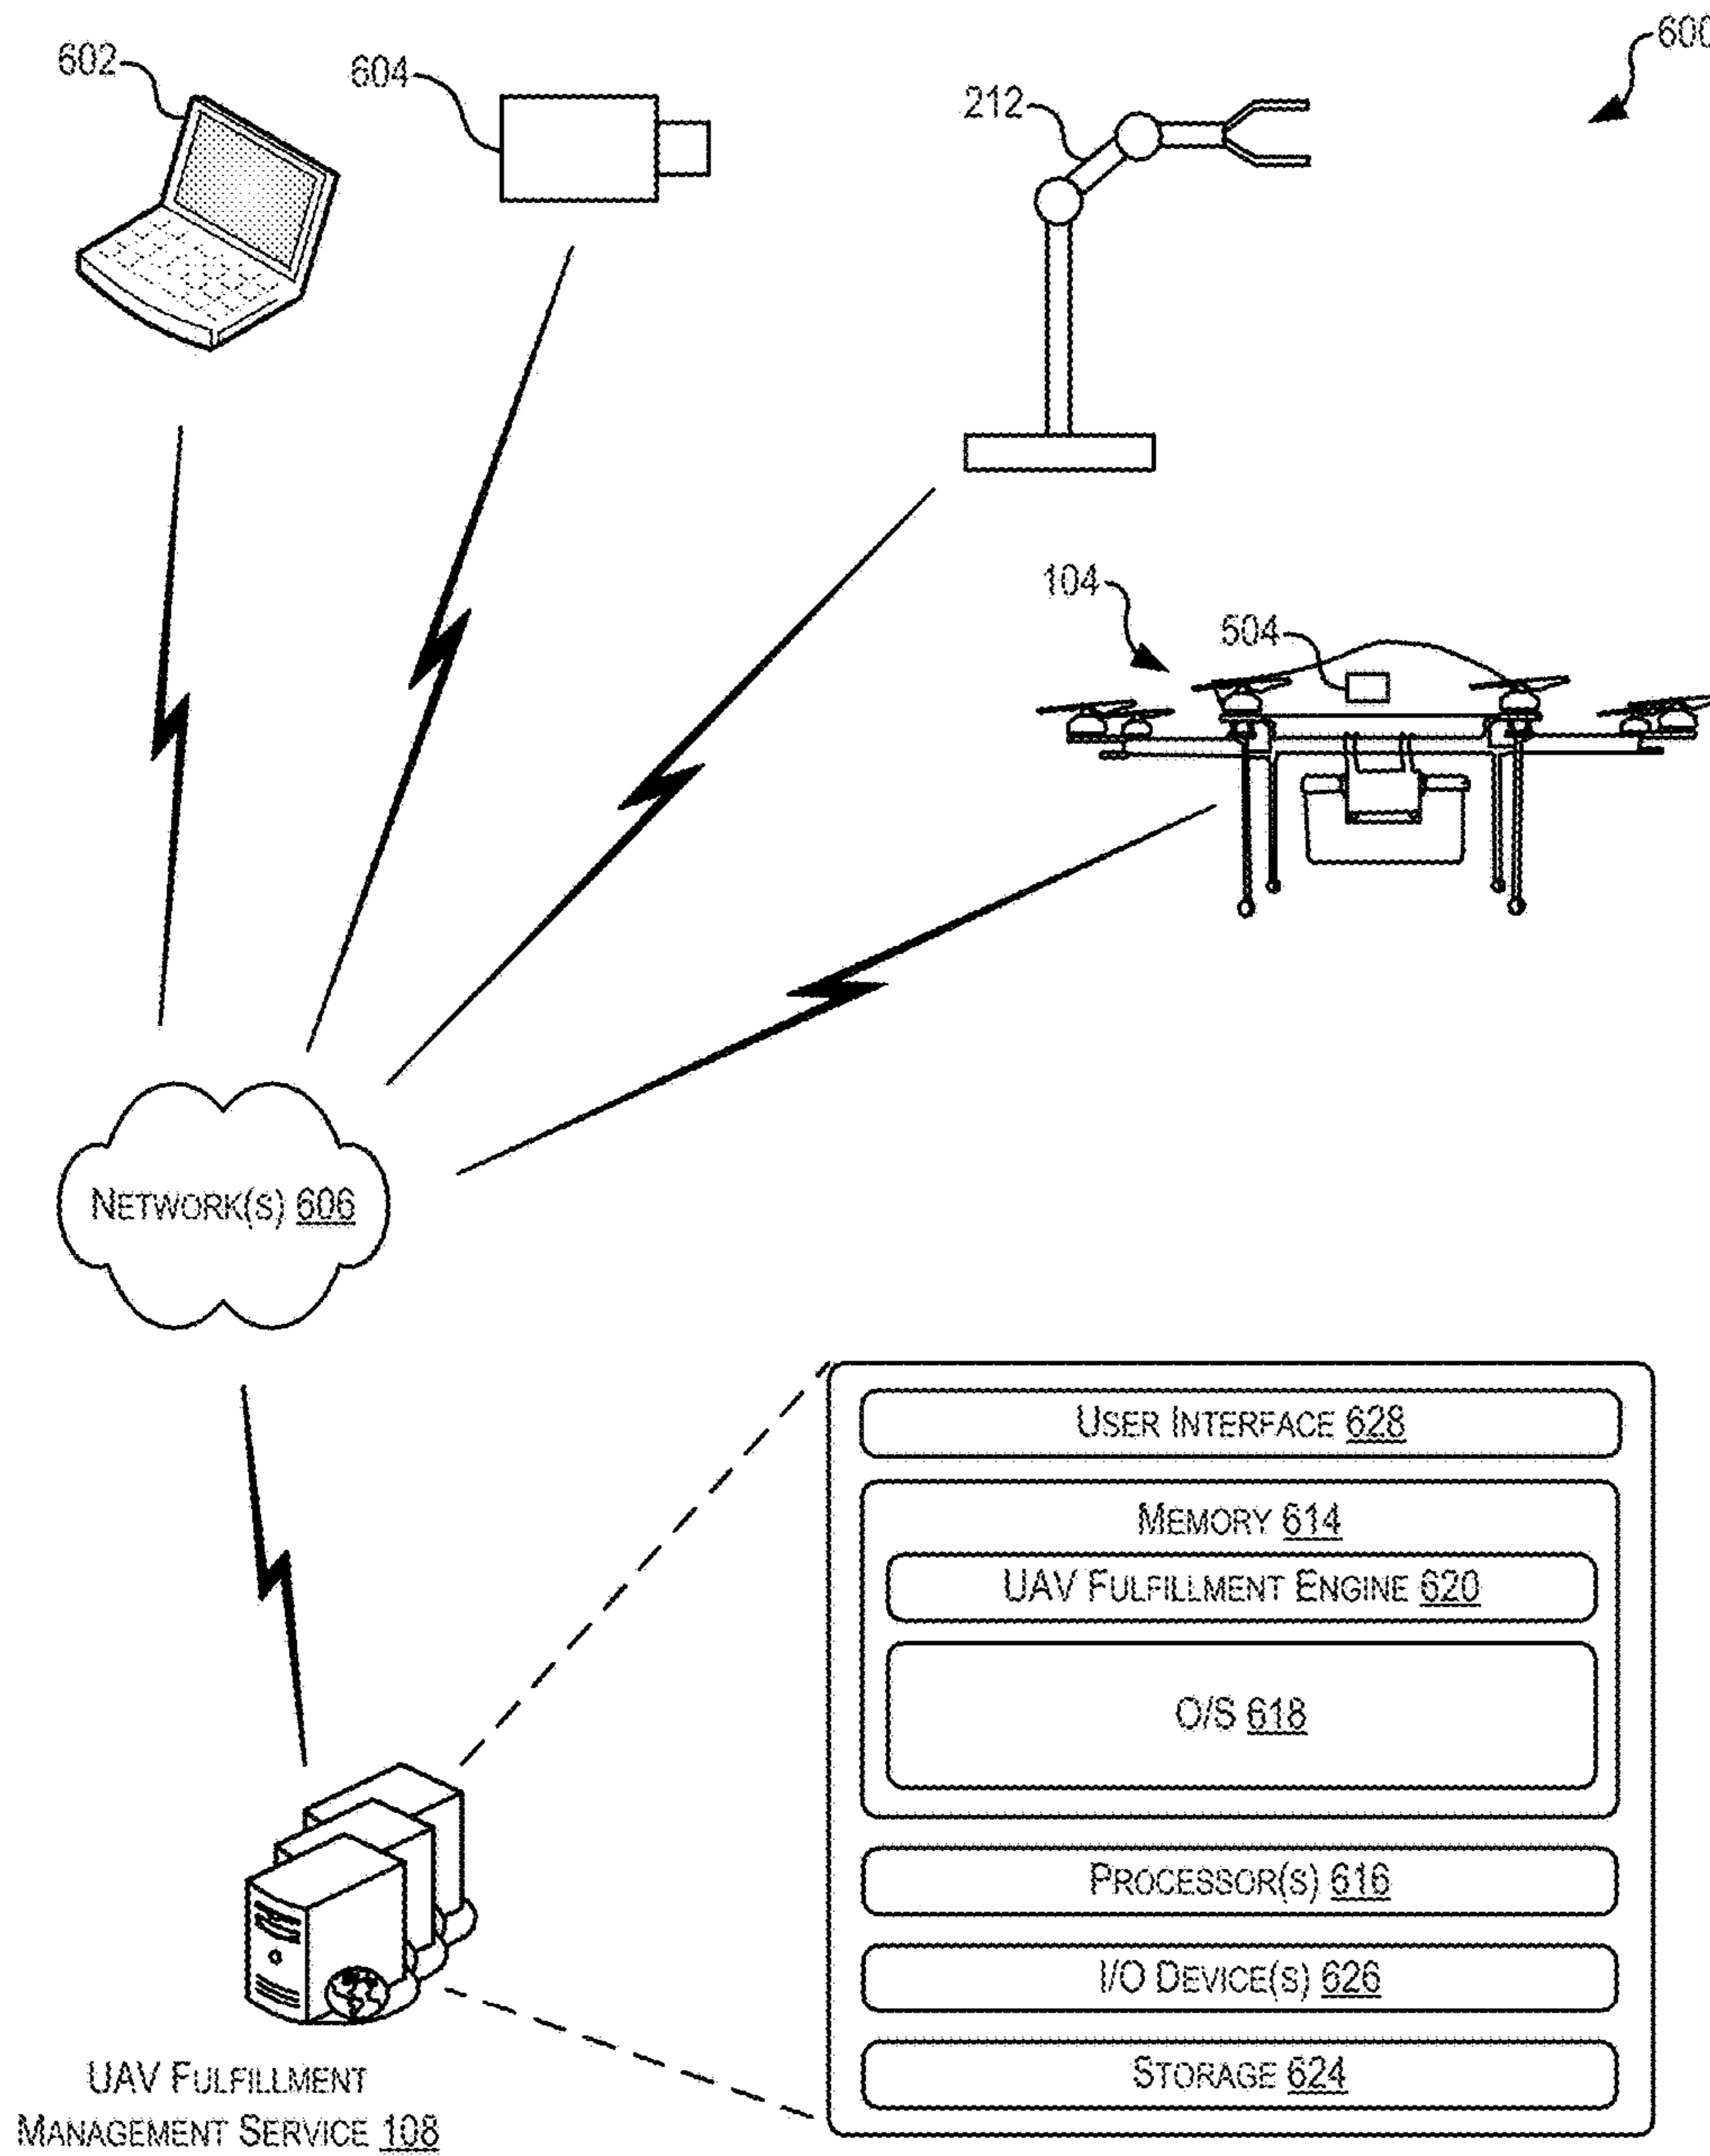 600
602
604
212
104
504
NETWORK(S) 606
USER INTERFACE 628
MEMORY 614
UAV FULFILLMENT ENGINE 620
O/S 618
PROCESSOR(S) 616
I/O DEVICE(S) 626
STORAGE 624
UAV FULFILLMENT
MANAGEMENT SERVICE 108